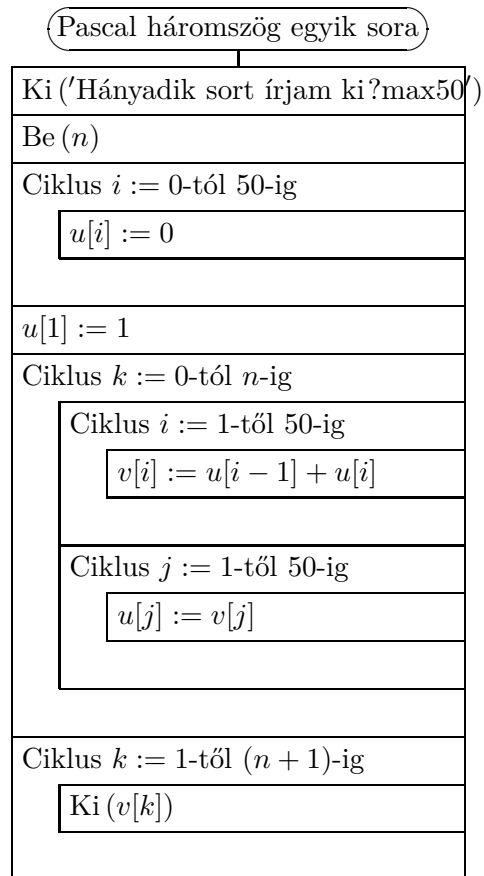 Pascal háromszög egyik sora
Ki ('Hányadik sort írjam ki?max50')
Be (n)
Ciklus i := 0-tól 50-ig
u[i] := 0
u[1] := 1
Ciklus k := 0-tól n-ig
Ciklus i := 1-től 50-ig
v[i] := u[i − 1] + u[i]
Ciklus j := 1-től 50-ig
u[j] := v[j]
Ciklus k := 1-től (n + 1)-ig
Ki (v[k])